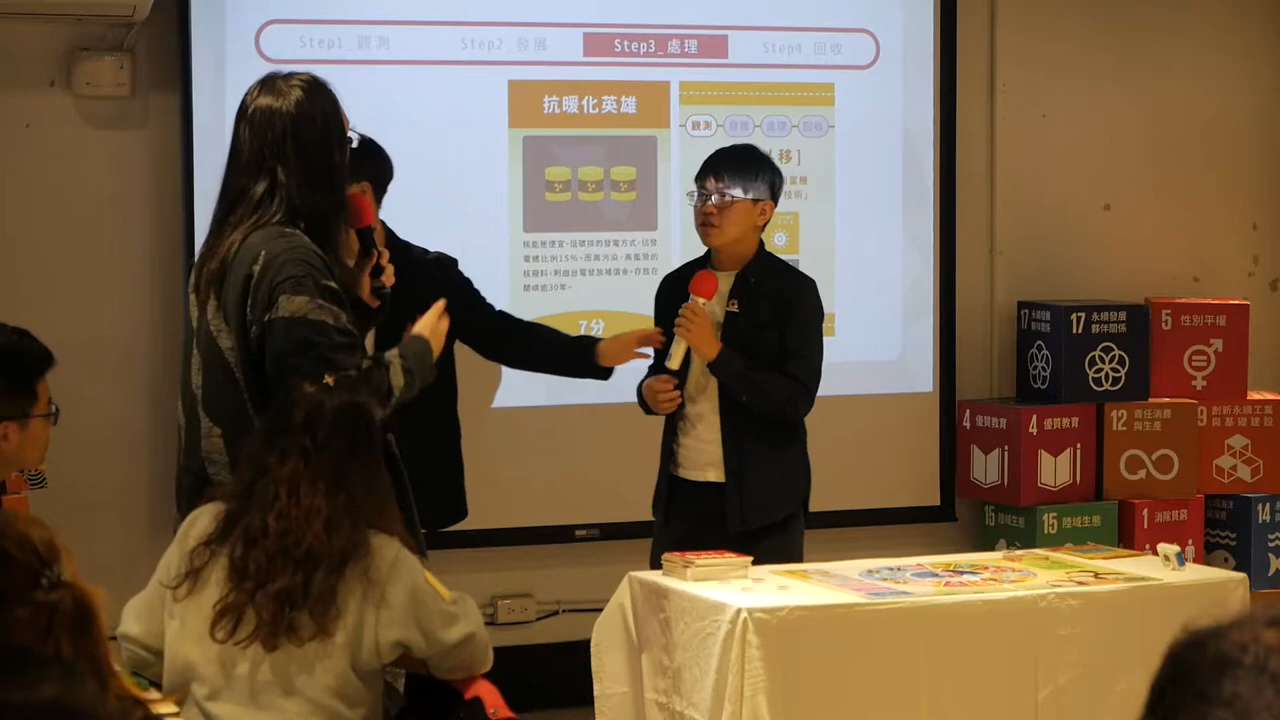 Step1_觀測
Step2_發展
Step3_處理
Step4_回收
抗暖化英雄
核能是便宜、低碳排的發電方式，佔發
電總比例15%。而高污染、高風險的
核廢料，則由台電發放補償金，存放在
蘭嶼逾30年。
7分
觀測
發展
處理
回收
移]
當機
技術」
17 永續發展
夥伴關係
17 永續發展
夥伴關係
5 性別平權
4 優質教育
4 優質教育
12 責任消費
與生產
9 創新永續工業
與基礎建設
15 陸域生態
15 陸域生態
1 消除貧窮
14